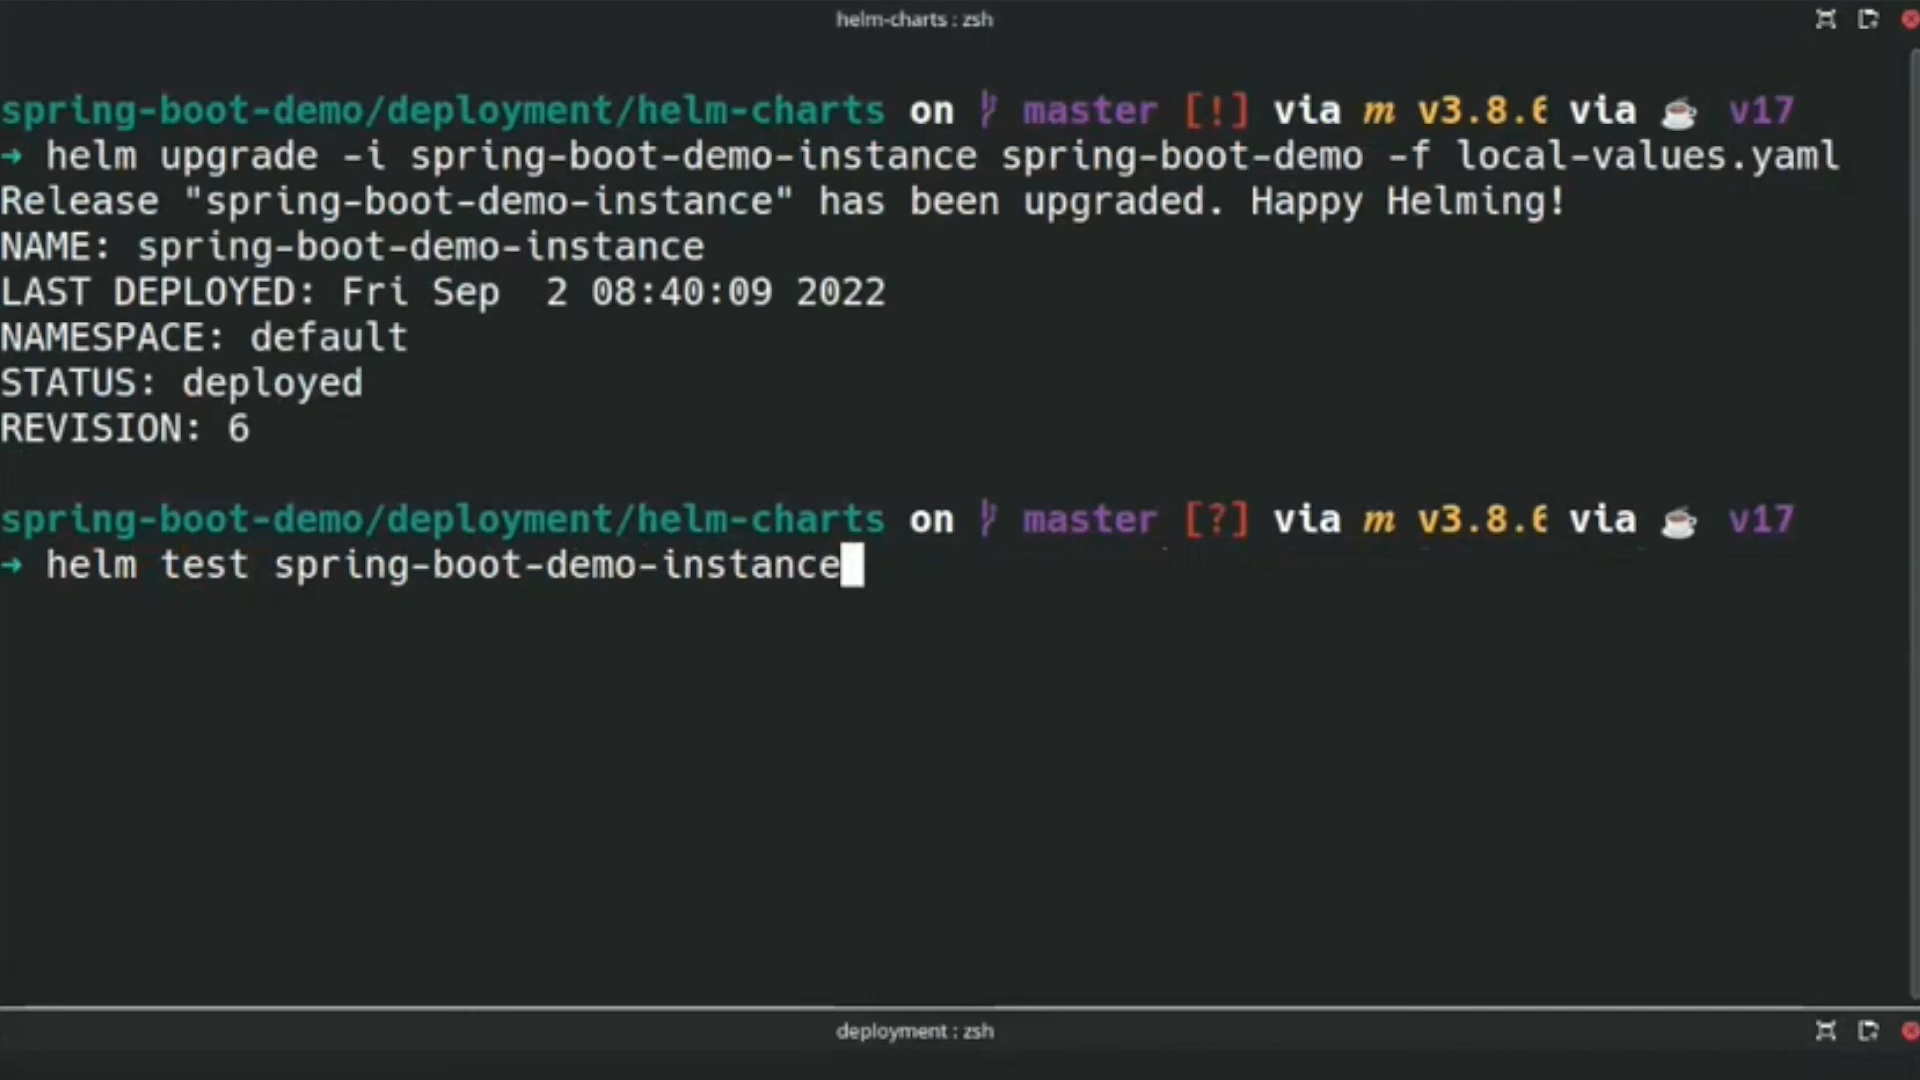 helm-charts : zsh
spring-boot-demo/deployment/helm-charts on master [!] via m v3.8.6 via ☕ v17
➜ helm upgrade -i spring-boot-demo-instance spring-boot-demo -f local-values.yaml
Release "spring-boot-demo-instance" has been upgraded. Happy Helming!
NAME: spring-boot-demo-instance
LAST DEPLOYED: Fri Sep  2 08:40:09 2022
NAMESPACE: default
STATUS: deployed
REVISION: 6
spring-boot-demo/deployment/helm-charts on master [?] via m v3.8.6 via ☕ v17
➜ helm test spring-boot-demo-instance
deployment : zsh